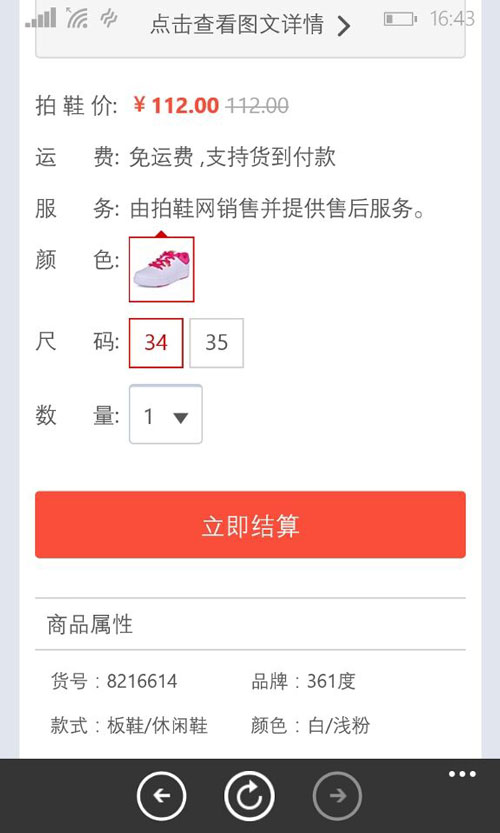 16:43
点击查看图文详情
拍鞋价: ¥112.00 112.00
运 费: 免运费 ,支持货到付款
服 务: 由拍鞋网销售并提供售后服务。
颜 色:
尺 码: 34 35
数 量: 1
立即结算
商品属性
货号：8216614 品牌：361度
款式：板鞋/休闲鞋 颜色：白/浅粉